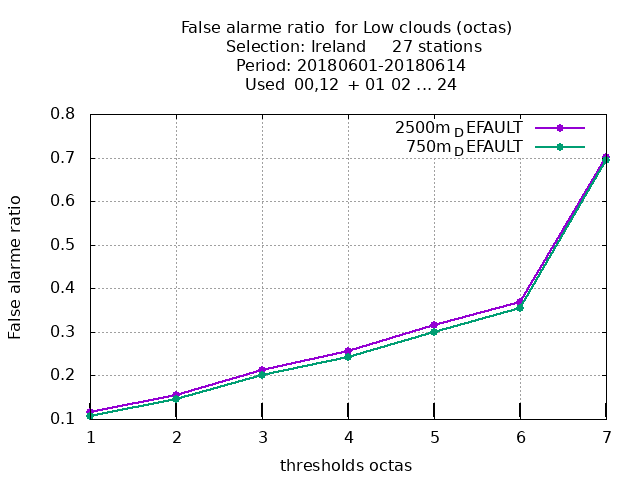 False alarme ratio  for Low clouds (octas)
Selection: Ireland     27 stations
Period: 20180601-20180614
Used  00,12  + 01 02 ... 24
0.8
2500m_DEFAULT
750m_DEFAULT
0.7
0.6
0.5
0.4
0.3
0.2
0.1
False alarme ratio
1 2 3 4 5 6 7
thresholds octas